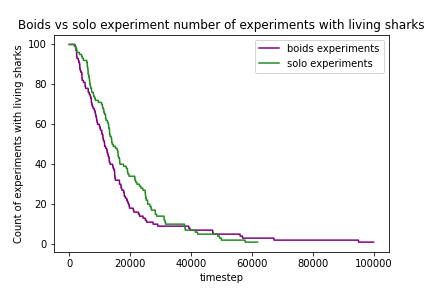 Boids vs solo experiment number of experiments with living sharks
boids experiments
solo experiments
Count of experiments with living sharks
100
80
60
40
20
0
0 20000 40000 60000 80000 100000
timestep